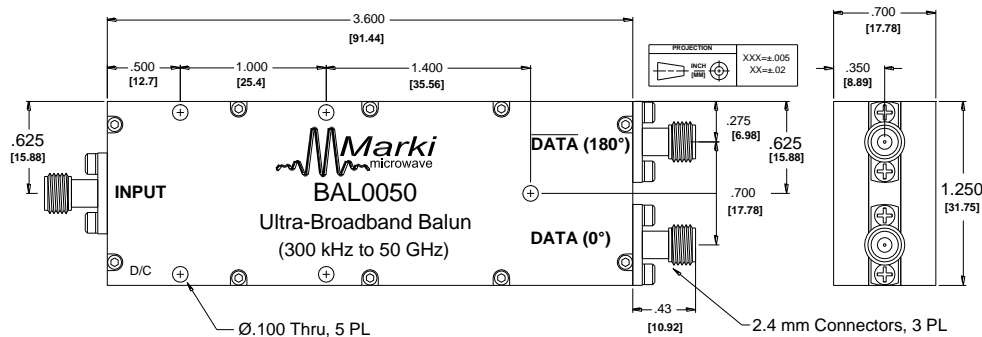 3.600
[91.44]
.700
[17.78]
.500
[12.7]
1.000
[25.4]
1.400
[35.56]
PROJECTION
INCH
[MM]
XXX=±.005
XX=±.02
.350
[8.89]
.625
[15.88]
.275
[6.98]
.625
[15.88]
Marki
microwave
DATA (180°)
INPUT
BAL0050
.700
[17.78]
1.250
[31.75]
Ultra-Broadband Balun
DATA (0°)
(300 kHz to 50 GHz)
D/C
.43
[10.92]
Ø.100 Thru, 5 PL
2.4 mm Connectors, 3 PL